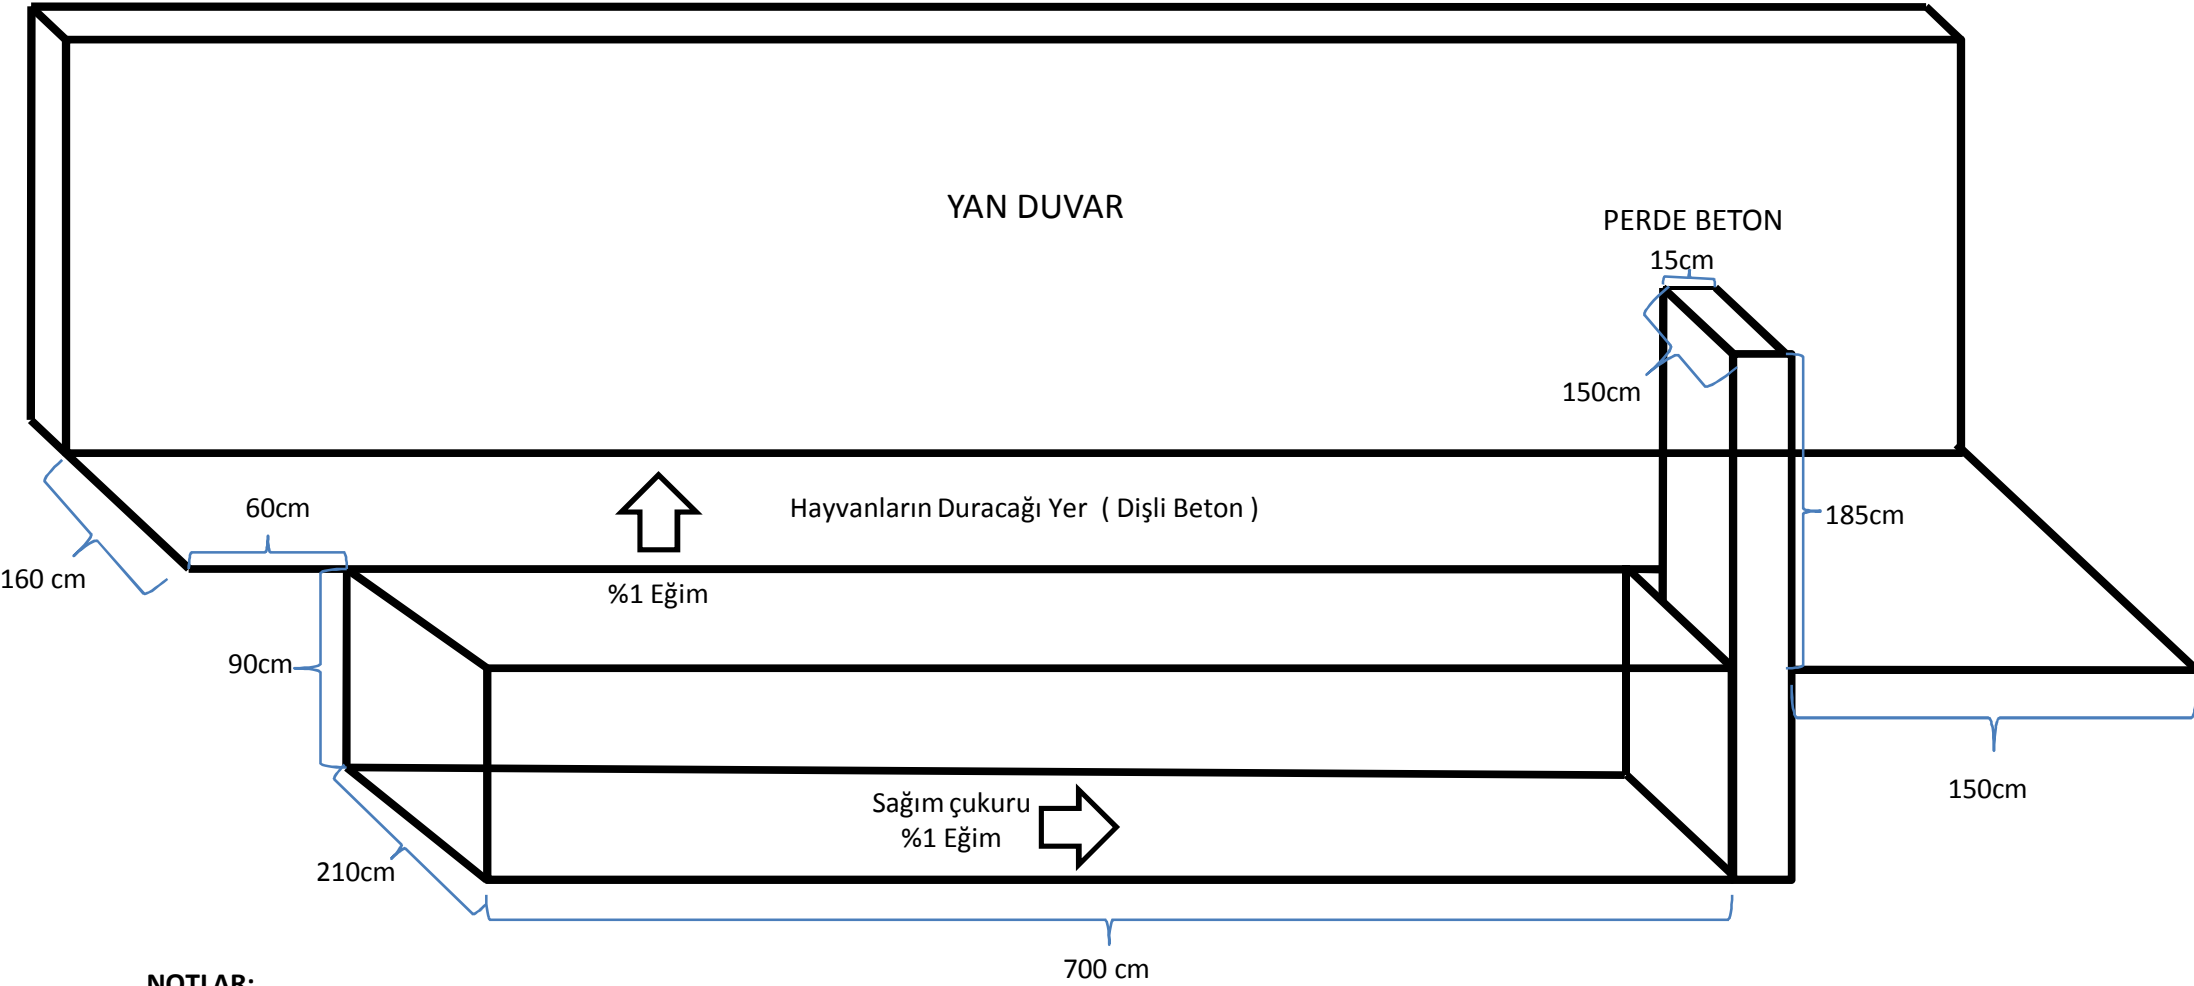 YAN DUVAR
PERDE BETON
15cm
150cm
60cm
Hayvanların Duracağı Yer ( Dişli Beton )
185cm
160 cm
%1 Eğim
90cm
150cm
Sağım çukuru
%1 Eğim
210cm
700 cm
NOTLAR: